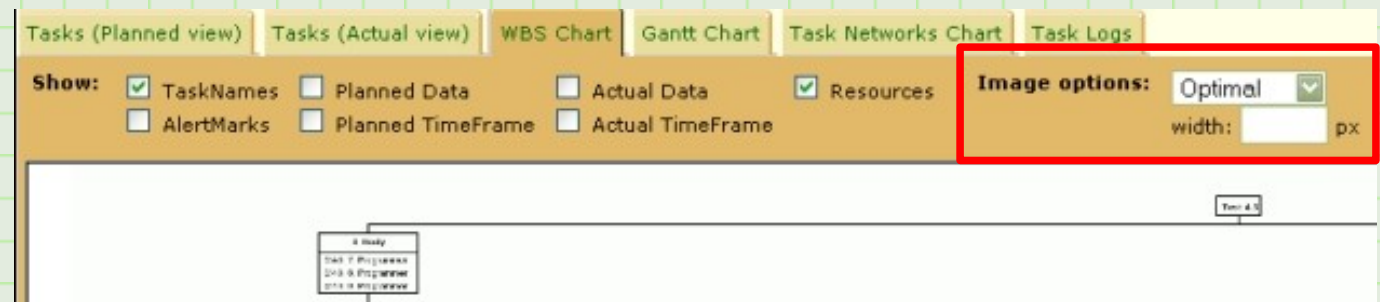 Tasks (Planned view) Tasks (Actual view) WBS Chart Gantt Chart Task Networks Chart Task Logs
Show: TaskNames Planned Data Actual Data Resources Image options: Optimal
AlertMarks Planned TimeFrame Actual TimeFrame width: px